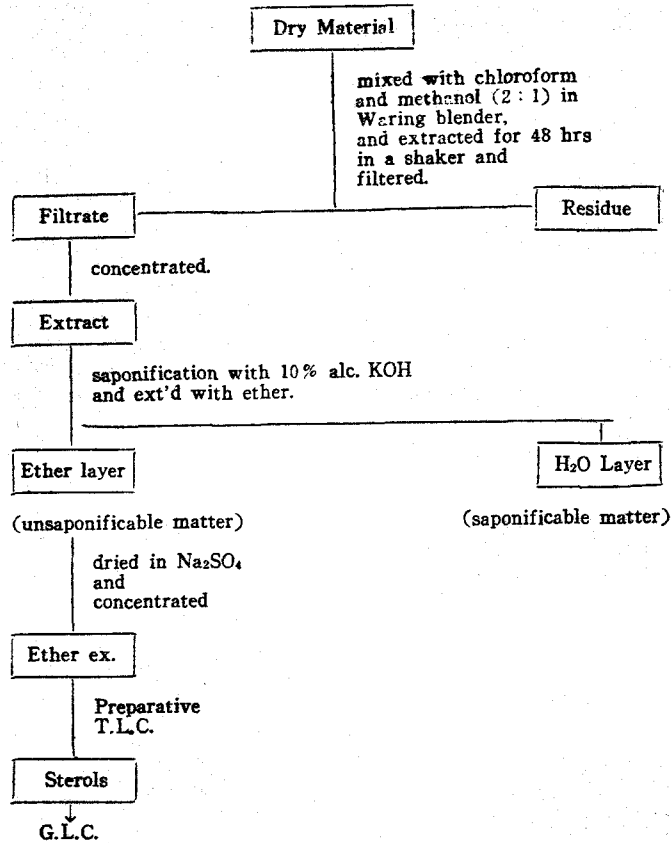 Dry Material
mixed with chloroform
and methanol (2 : 1) in
Waring blender,
and extracted for 48 hrs
in a shaker and
filtered.
Filtrate
Residue
concentrated.
Extract
saponification with 10% alc. KOH
and ext'd with ether.
Ether layer
H₂O Layer
(unsaponificable matter)
(saponificable matter)
dried in Na₂SO₄
and
concentrated
Ether ex.
Preparative
T.L.C.
Sterols
G.L.C.